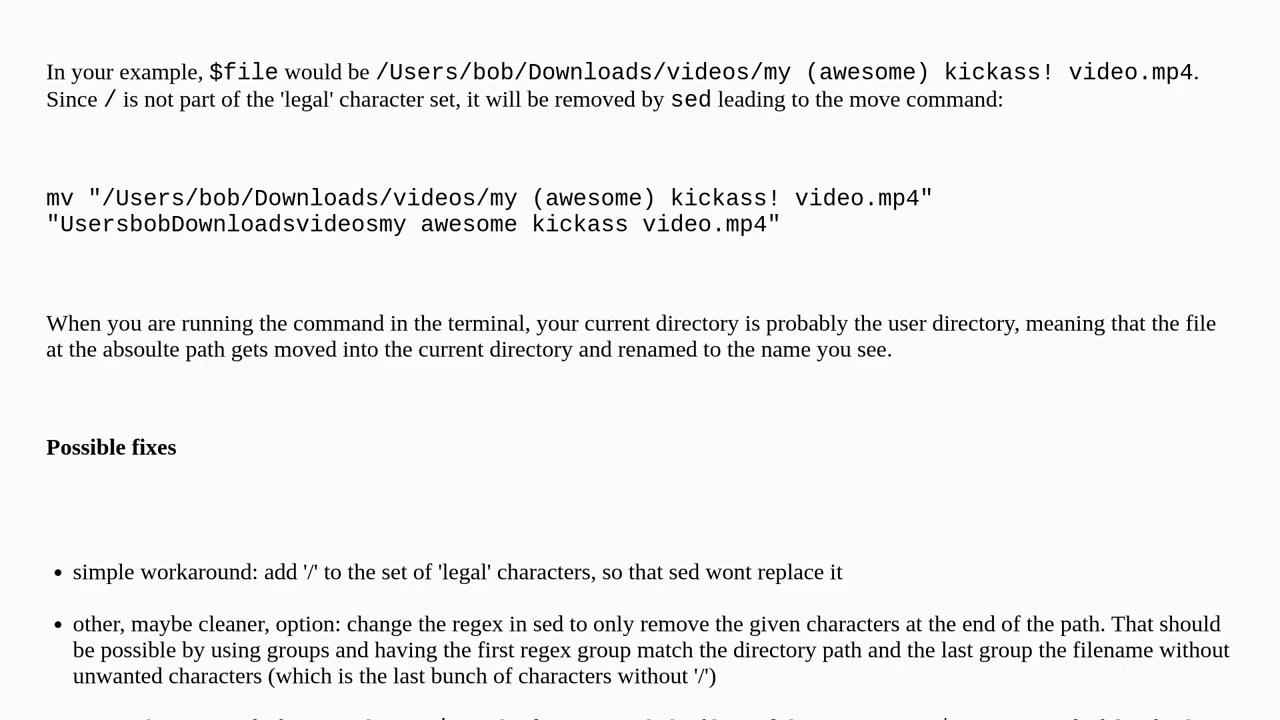 In your example, $file would be /Users/bob/Downloads/videos/my (awesome) kickass! video.mp4.
Since / is not part of the 'legal' character set, it will be removed by sed leading to the move command:
mv "/Users/bob/Downloads/videos/my (awesome) kickass! video.mp4"
"UsersbobDownloadsvideosmy awesome kickass video.mp4"
When you are running the command in the terminal, your current directory is probably the user directory, meaning that the file
at the absoulte path gets moved into the current directory and renamed to the name you see.
Possible fixes
• simple workaround: add '/' to the set of 'legal' characters, so that sed wont replace it
• other, maybe cleaner, option: change the regex in sed to only remove the given characters at the end of the path. That should
be possible by using groups and having the first regex group match the directory path and the last group the filename without
unwanted characters (which is the last bunch of characters without '/')